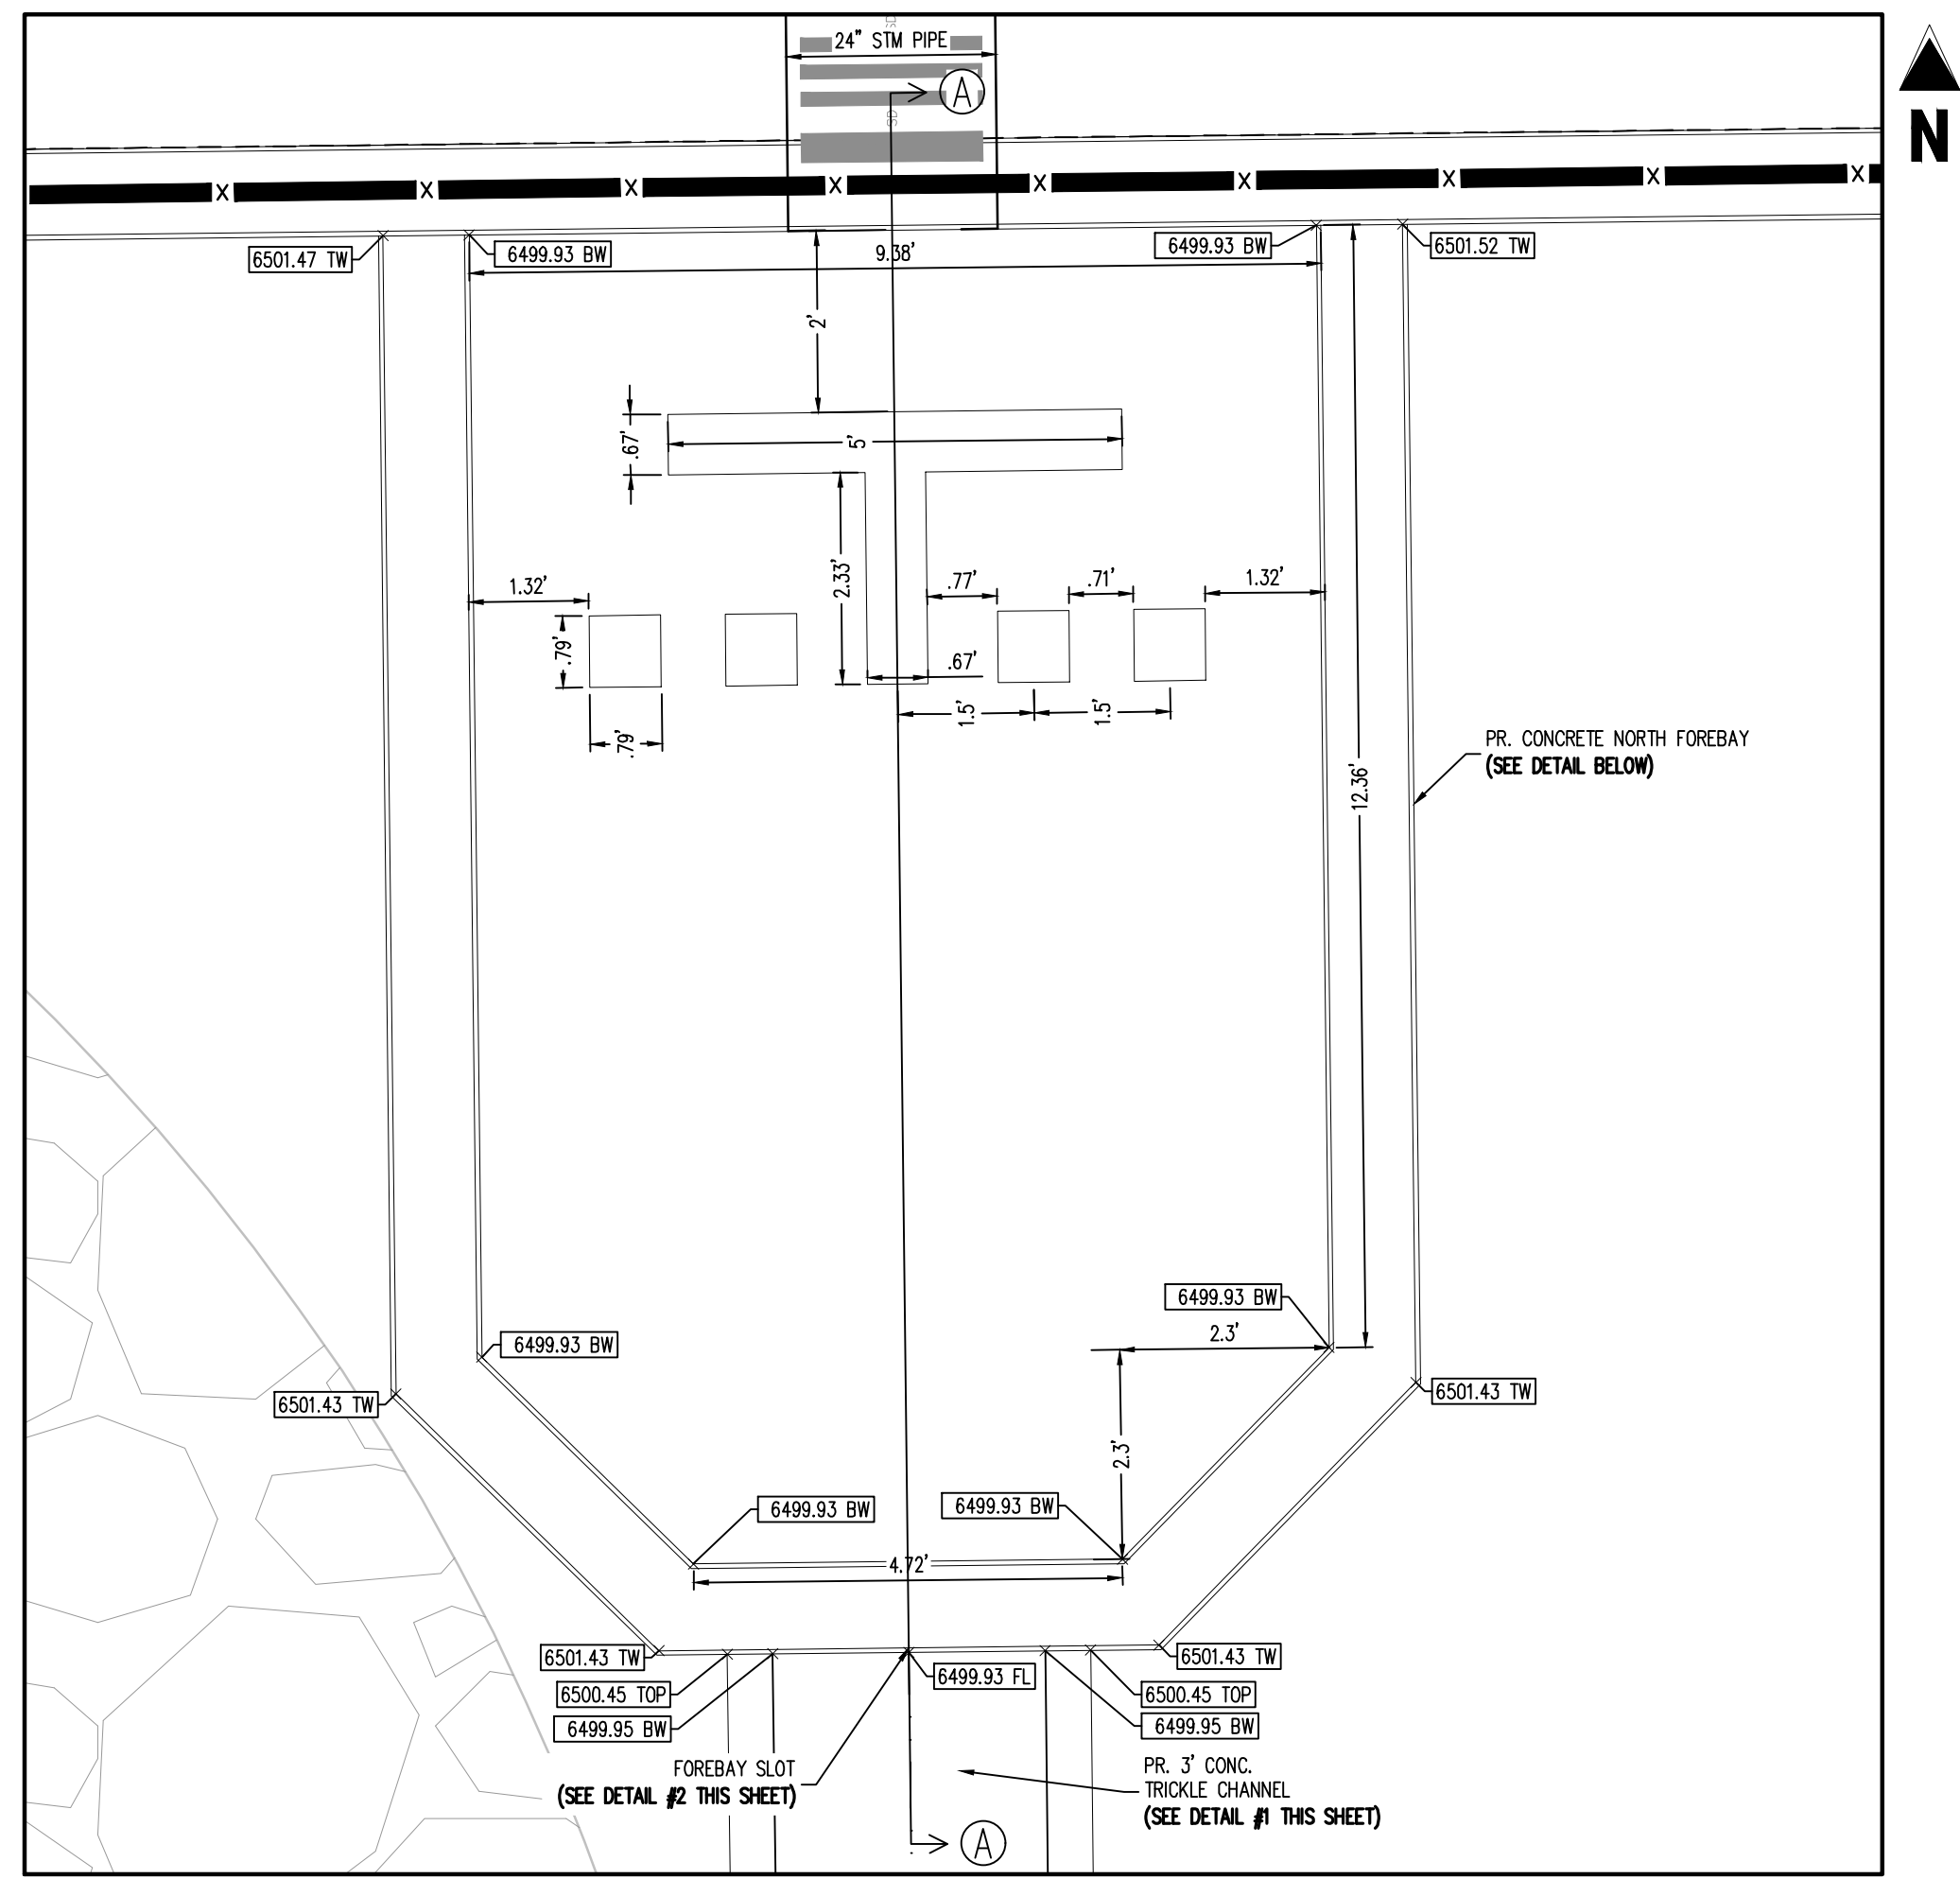 SD
24" STM PIPE
A
SD
N
X X X X X X X X X
6501.47 TW
6499.93 BW
9.38'
6499.93 BW
6501.52 TW
2'
.67'
5'
2.33'
1.32'
.77'
.71'
1.32'
.79'
.67'
.79'
1.5'
1.5'
PR. CONCRETE NORTH FOREBAY
(SEE DETAIL BELOW)
12.36'
6499.93 BW
2.3'
6499.93 BW
6501.43 TW
6501.43 TW
2.3'
6499.93 BW
6499.93 BW
4.72'
6501.43 TW
6501.43 TW
6499.93 FL
6500.45 TOP
6500.45 TOP
6499.95 BW
6499.95 BW
FOREBAY SLOT
(SEE DETAIL #2 THIS SHEET)
PR. 3' CONC.
TRICKLE CHANNEL
(SEE DETAIL #1 THIS SHEET)
A